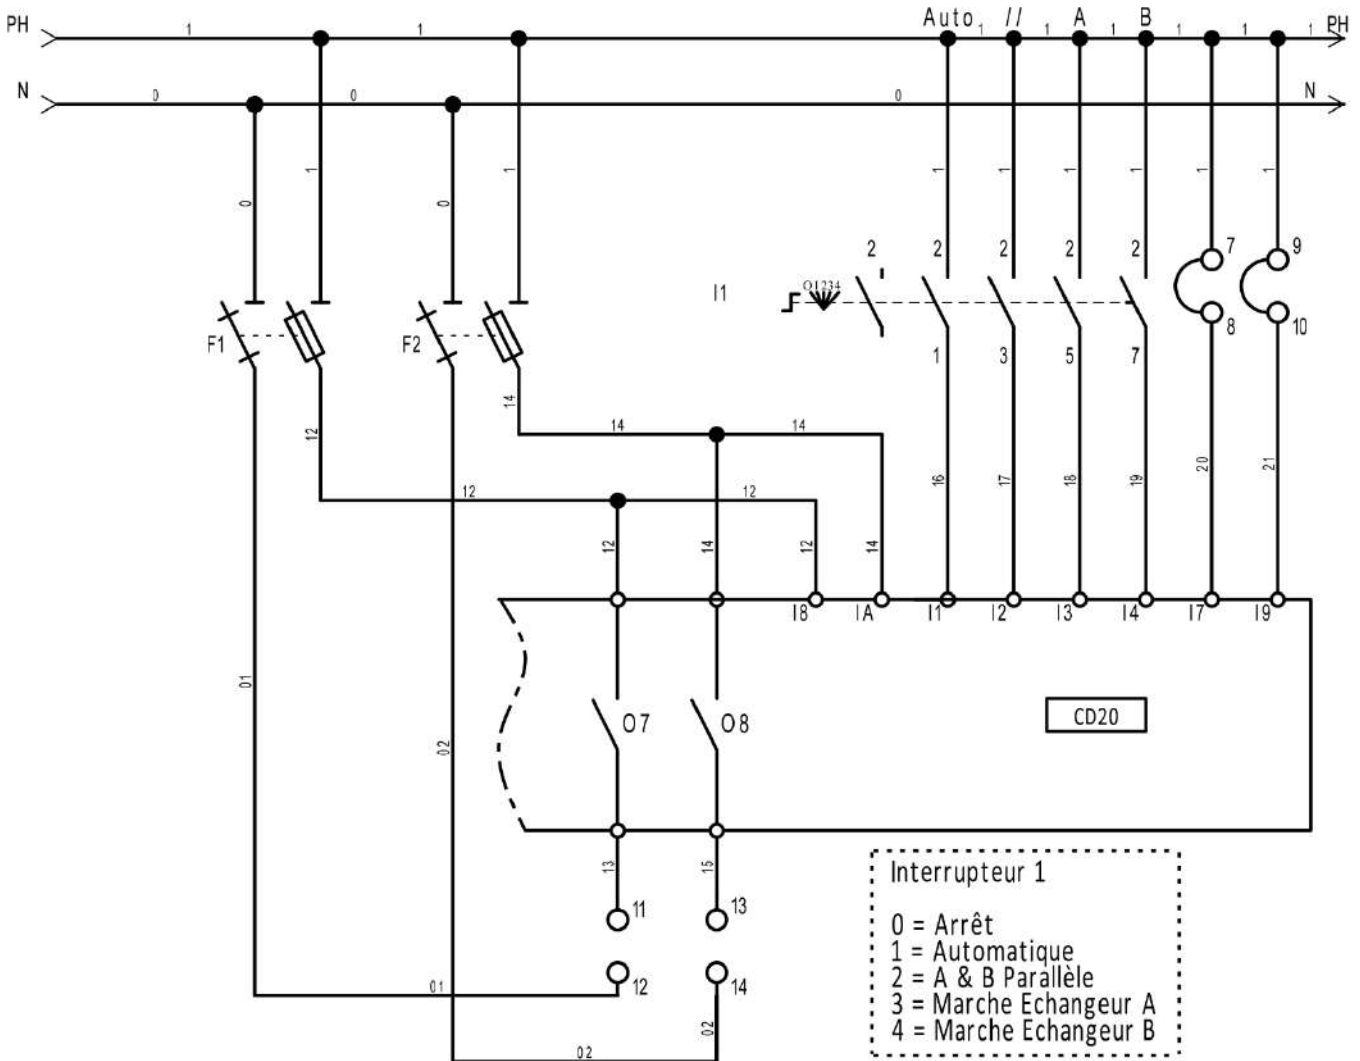 PH 1 1 Auto 1 // 1 A 1 B 1 1 1 PH
N 0 0 0 N
0 1 0 1 1 1 1 1 1 1
I1 O1234 2 2 2 2 2 7 9
F1 F2 1 3 5 7 8 10
12 14 14 14 16 17 18 19 20 21
12 12
12 14 12 14
I8 IA I1 I2 I3 I4 I7 I9
01 02 O7 O8 CD20
13 15
11 13
12 14
01 02
02
Interrupteur 1
0 = Arrêt
1 = Automatique
2 = A & B Parallèle
3 = Marche Echangeur A
4 = Marche Echangeur B